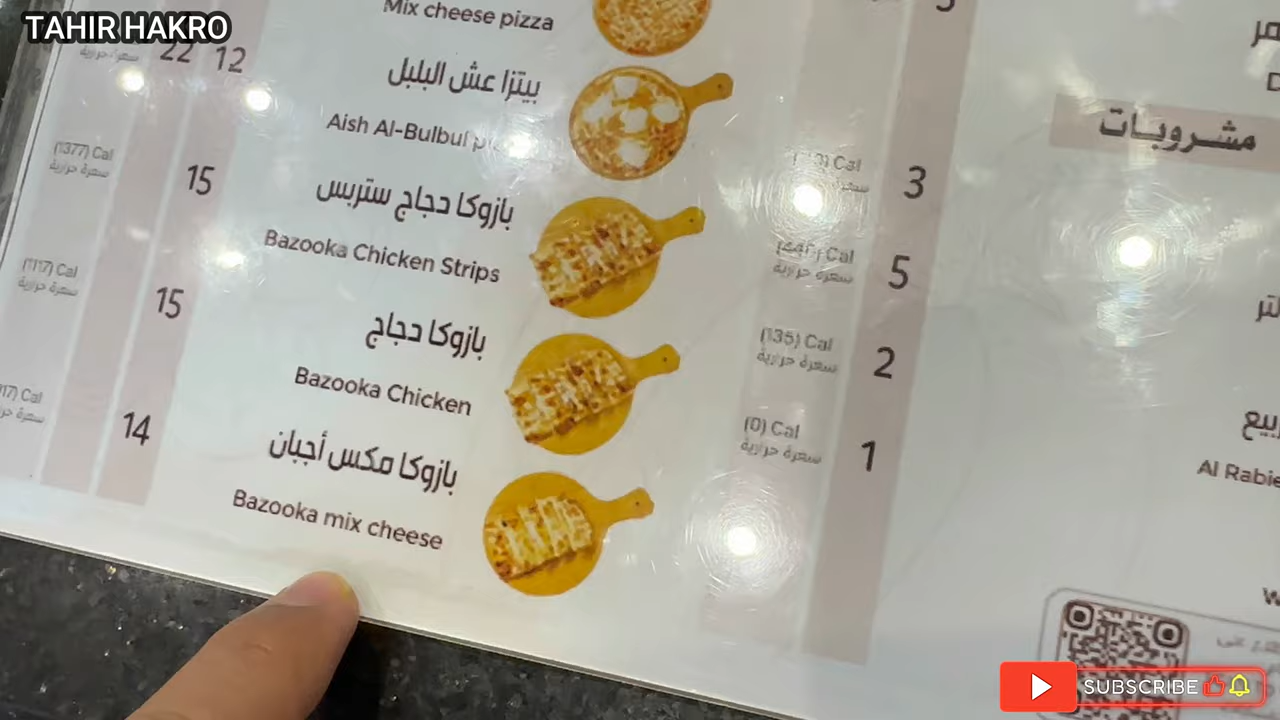 TAHIR HAKRO
Mix cheese pizza
22 12
سعرة حرارية
بيتزا عش البلبل
Aish Al-Bulbul
(1377) Cal
سعرة حرارية
15
بازوكا دجاج ستربس
Bazooka Chicken Strips
(1117) Cal
سعرة حرارية
15
بازوكا دجاج
Bazooka Chicken
Cal
14
بازوكا مكس أجبان
Bazooka mix cheese
مشروبات
Cal
3
Cal
سعرة حرارية
5
(135) Cal
سعرة حرارية
2
(0) Cal
سعرة حرارية
1
Al Rabie
SUBSCRIBE